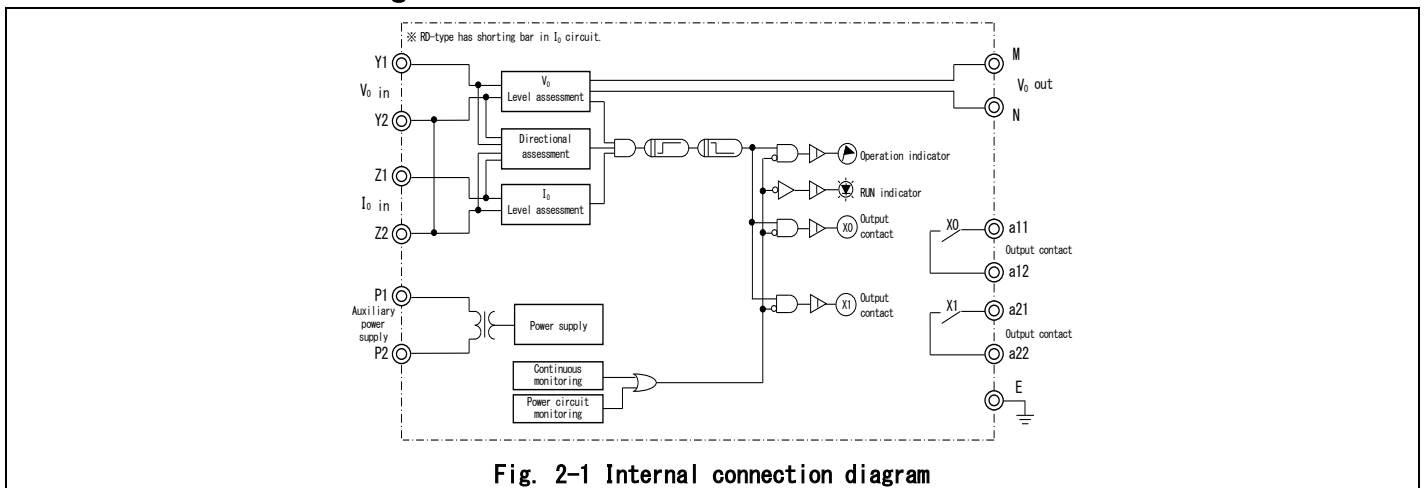 ※ RD-type has shorting bar in I₀ circuit.
Y1
V₀ in
Y2
Z1
I₀ in
Z2
P1
Auxiliary
power
supply
P2
V₀
Level assessment
Directional
assessment
I₀
Level assessment
Power supply
Continuous
monitoring
Power circuit
monitoring
Operation indicator
RUN indicator
X0
Output
contact
X1
Output
contact
M
V₀ out
N
X0
a11
Output contact
a12
X1
a21
Output contact
a22
E
Fig. 2-1 Internal connection diagram